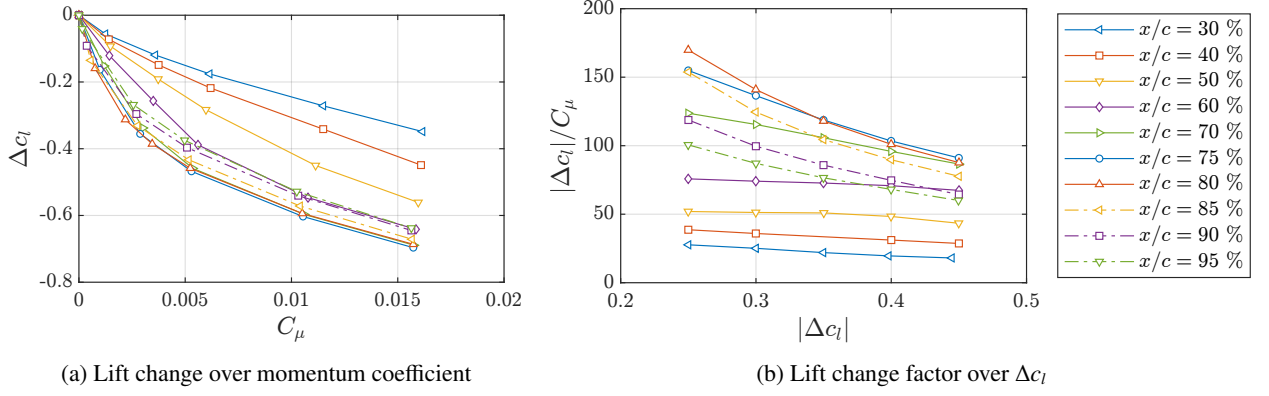 0
-0.2
-0.4
-0.6
-0.8
0
0.005
0.01
0.015
0.02
Δc_l
C_μ
(a) Lift change over momentum coefficient
200
150
100
50
0
0.2
0.3
0.4
0.5
|Δc_l|/C_μ
|Δc_l|
(b) Lift change factor over Δc_l
x/c = 30 %
x/c = 40 %
x/c = 50 %
x/c = 60 %
x/c = 70 %
x/c = 75 %
x/c = 80 %
x/c = 85 %
x/c = 90 %
x/c = 95 %